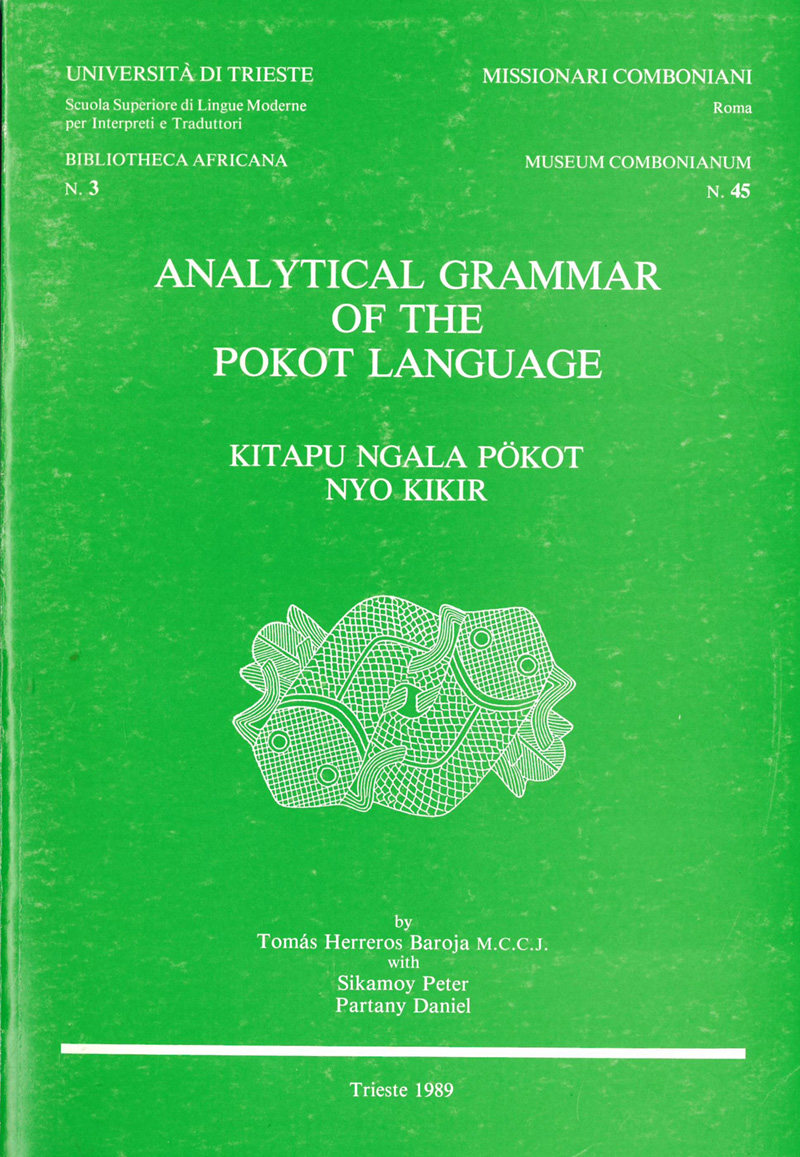 UNIVERSITÀ DI TRIESTE
Scuola Superiore di Lingue Moderne
per Interpreti e Traduttori
BIBLIOTHECA AFRICANA
N. 3
MISSIONARI COMBONIANI
Roma
MUSEUM COMBONIANUM
N. 45
ANALYTICAL GRAMMAR
OF THE
POKOT LANGUAGE
KITAPU NGALA PÖKOT
NYO KIKIR
by
Tomás Herreros Baroja M.C.C.J.
with
Sikamoy Peter
Partany Daniel
Trieste 1989